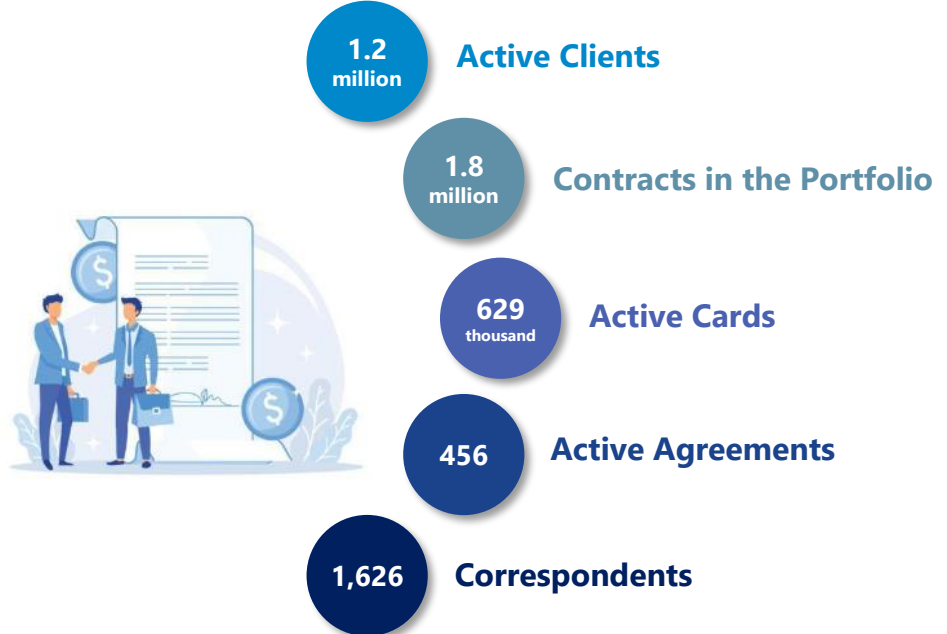 1.2
million
Active Clients
1.8
million
Contracts in the Portfolio
629
thousand
Active Cards
456
Active Agreements
1,626
Correspondents
$
$